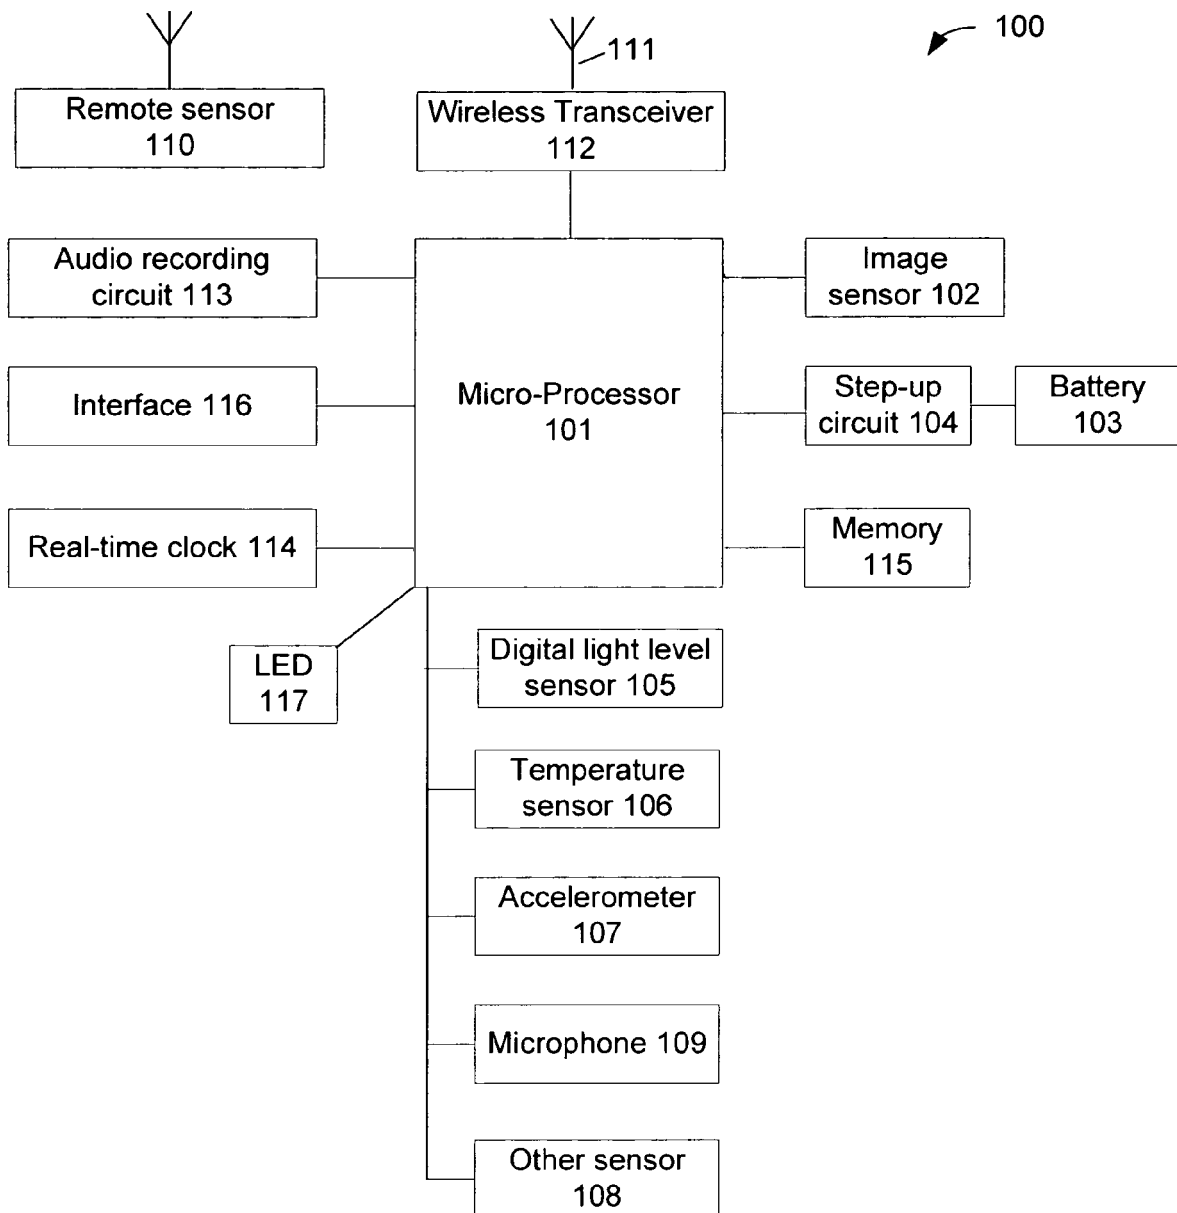 100
111
Remote sensor
110
Wireless Transceiver
112
Audio recording
circuit 113
Image
sensor 102
Interface 116
Micro-Processor
101
Step-up
circuit 104
Battery
103
Real-time clock 114
Memory
115
LED
117
Digital light level
sensor 105
Temperature
sensor 106
Accelerometer
107
Microphone 109
Other sensor
108